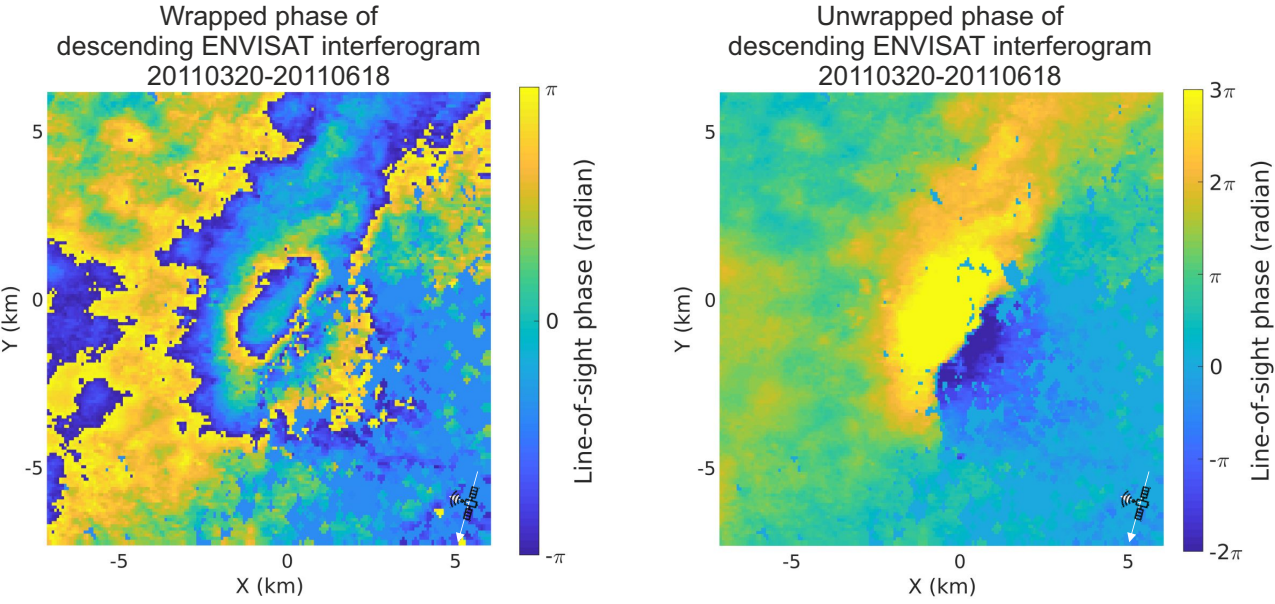 Wrapped phase of
descending ENVISAT interferogram
20110320-20110618
π
0
-π
Line-of-sight phase (radian)
5
0
-5
Y (km)
-5
0
5
X (km)
Unwrapped phase of
descending ENVISAT interferogram
20110320-20110618
3π
2π
π
0
-π
-2π
Line-of-sight phase (radian)
5
0
-5
Y (km)
-5
0
5
X (km)